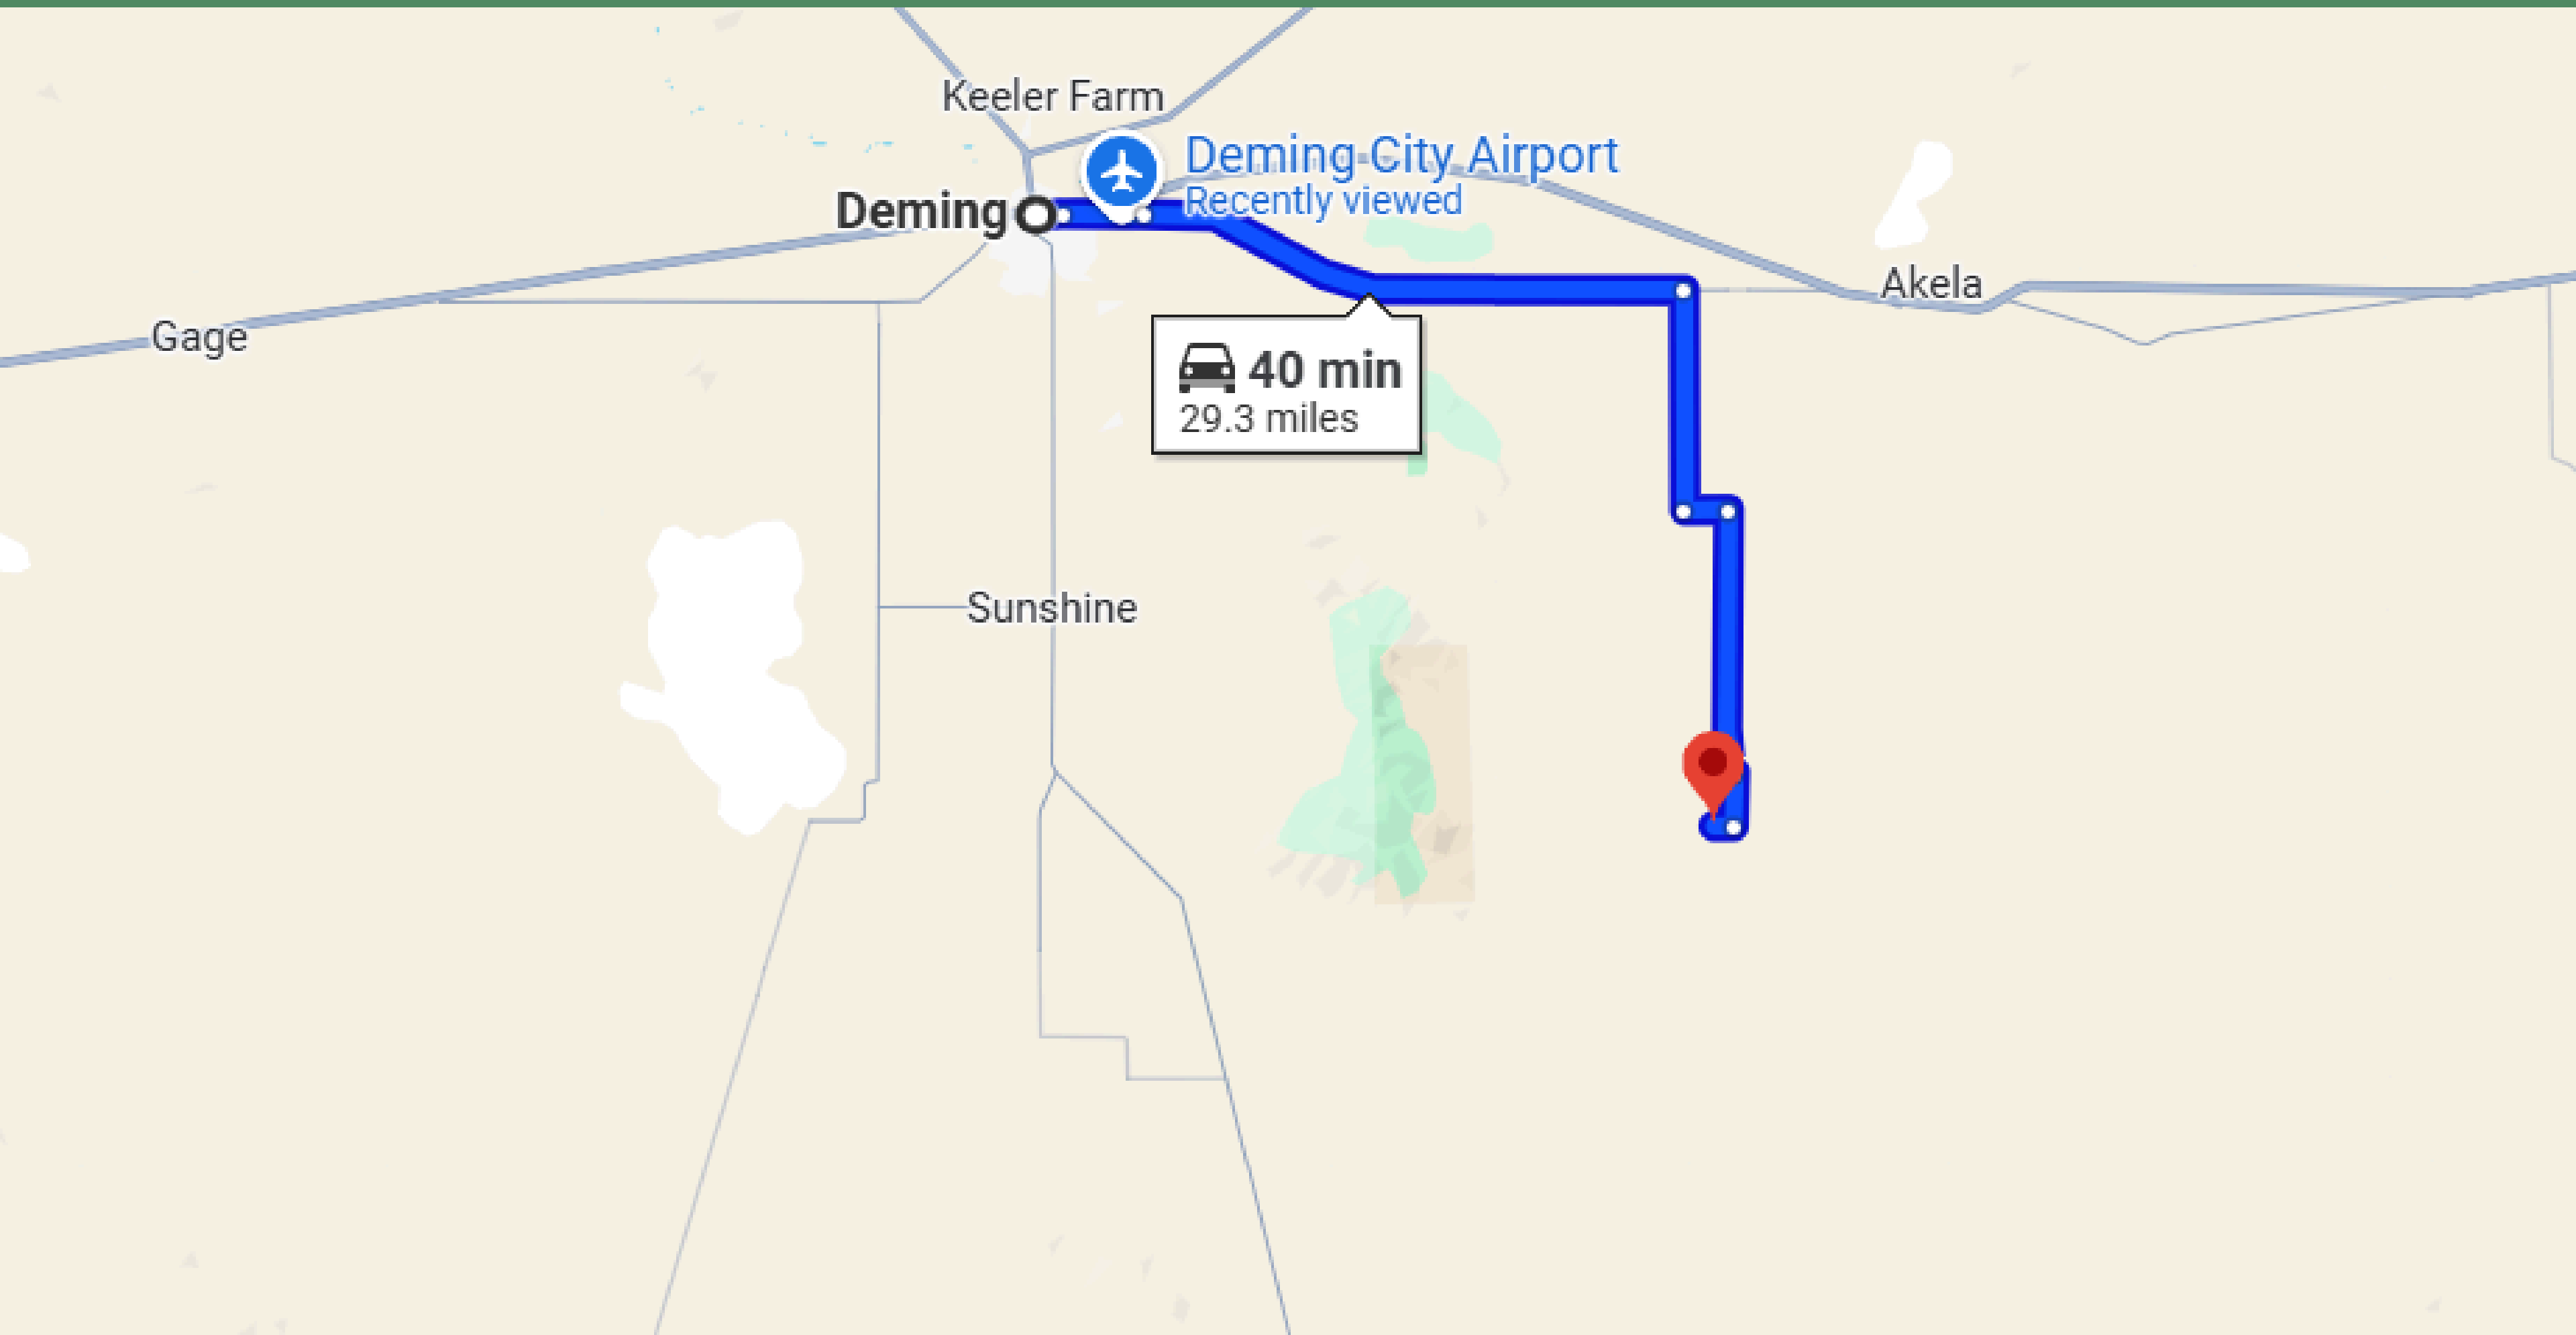 Keeler Farm
Deming City Airport
Recently viewed
Deming
Akela
Gage
40 min
29.3 miles
Sunshine